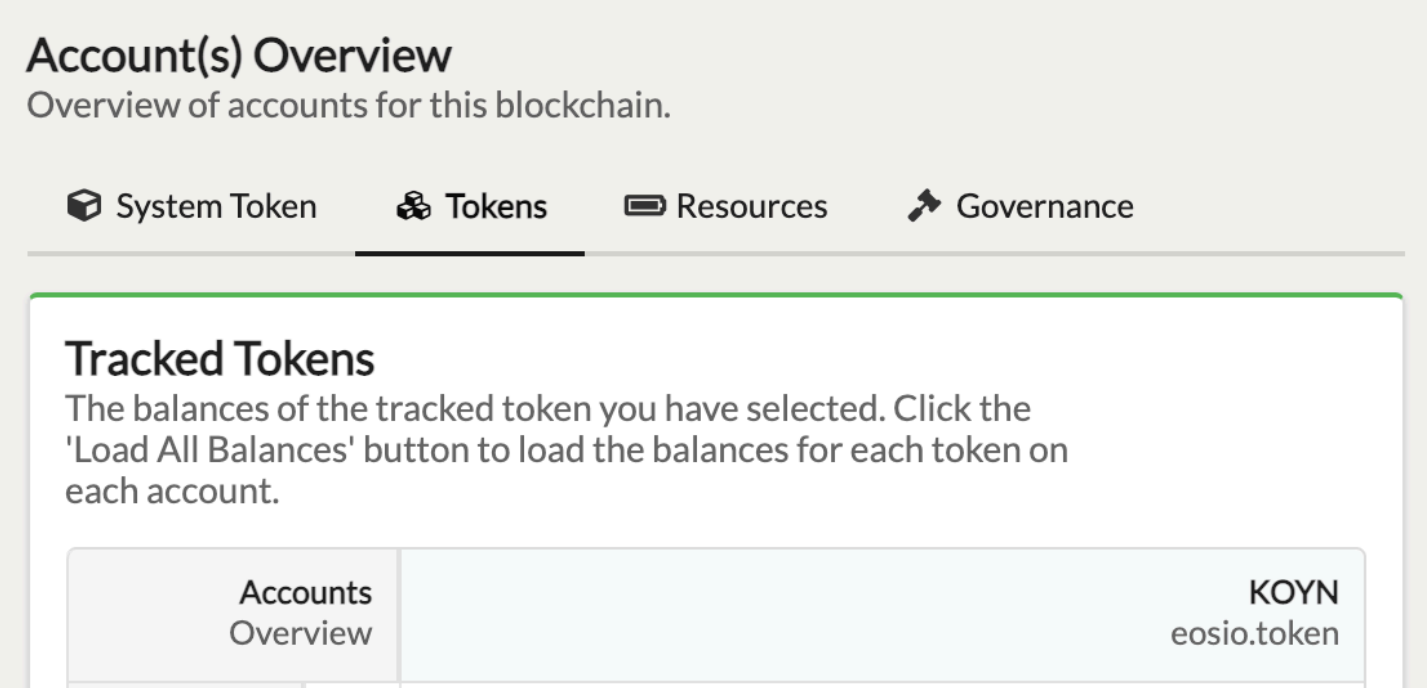 Account(s) Overview
Overview of accounts for this blockchain.
System Token Tokens Resources Governance
Tracked Tokens
The balances of the tracked token you have selected. Click the
'Load All Balances' button to load the balances for each token on
each account.
Accounts KOYN
Overview eosio.token